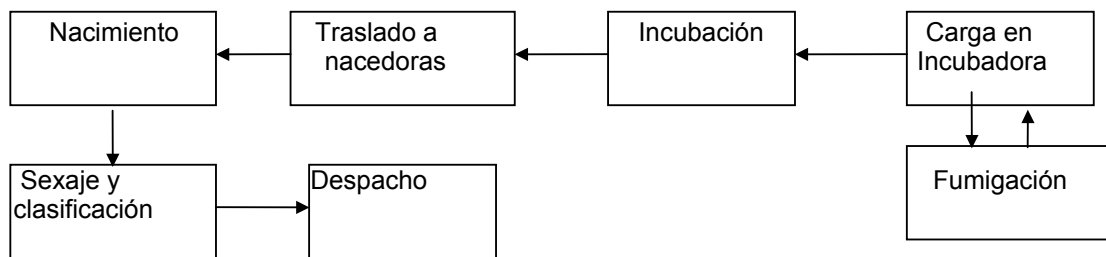 Nacimiento
Traslado a
nacedoras
Incubación
Carga en
Incubadora
Sexaje y
clasificación
Despacho
Fumigación